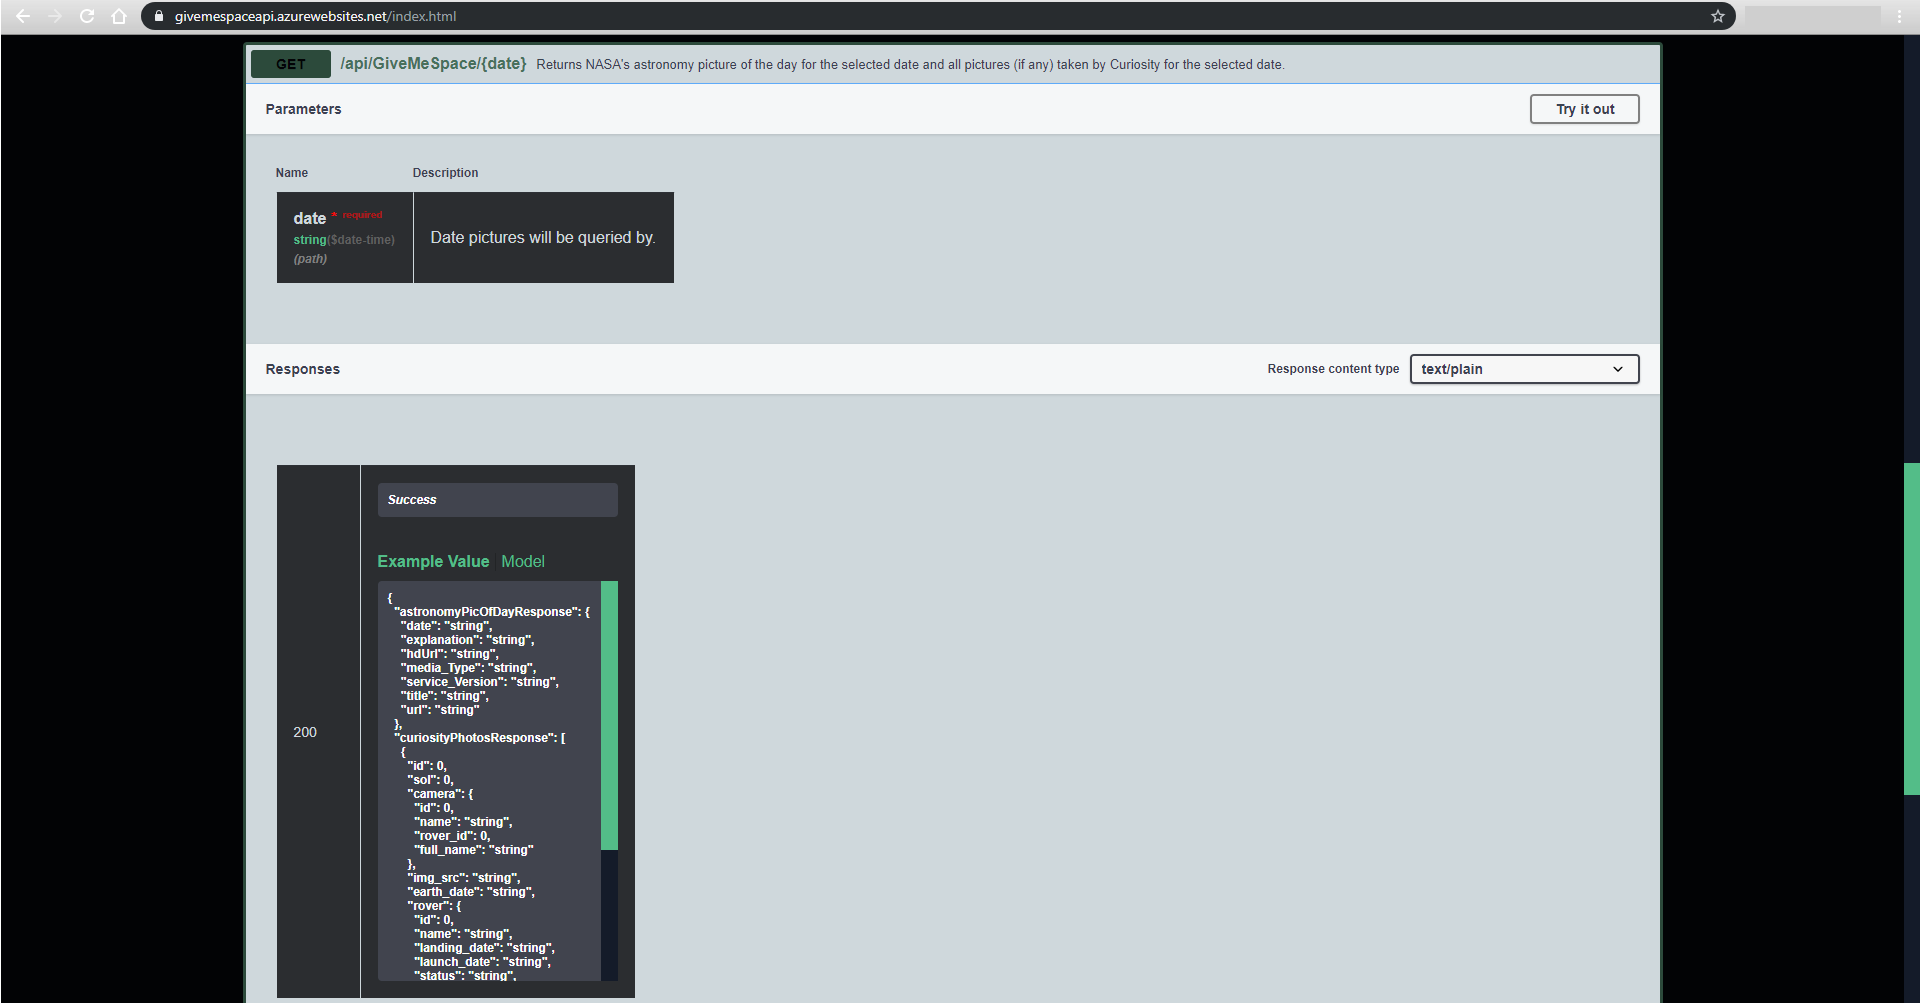 givemespaceapi.azurewebsites.net/index.html
GET /api/GiveMeSpace/{date} Returns NASA's astronomy picture of the day for the selected date and all pictures (if any) taken by Curiosity for the selected date.
Parameters
Try it out
Name Description
date * required
string($date-time)
(path)
Date pictures will be queried by.
Responses
Response content type text/plain
200
Success
Example Value Model
{
"astronomyPicOfDayResponse": {
"date": "string",
"explanation": "string",
"hdUrl": "string",
"media_Type": "string",
"service_Version": "string",
"title": "string",
"url": "string"
},
"curiosityPhotosResponse": [
{
"id": 0,
"sol": 0,
"camera": {
"id": 0,
"name": "string",
"rover_id": 0,
"full_name": "string"
},
"img_src": "string",
"earth_date": "string",
"rover": {
"id": 0,
"name": "string",
"landing_date": "string",
"launch_date": "string",
"status": "string",